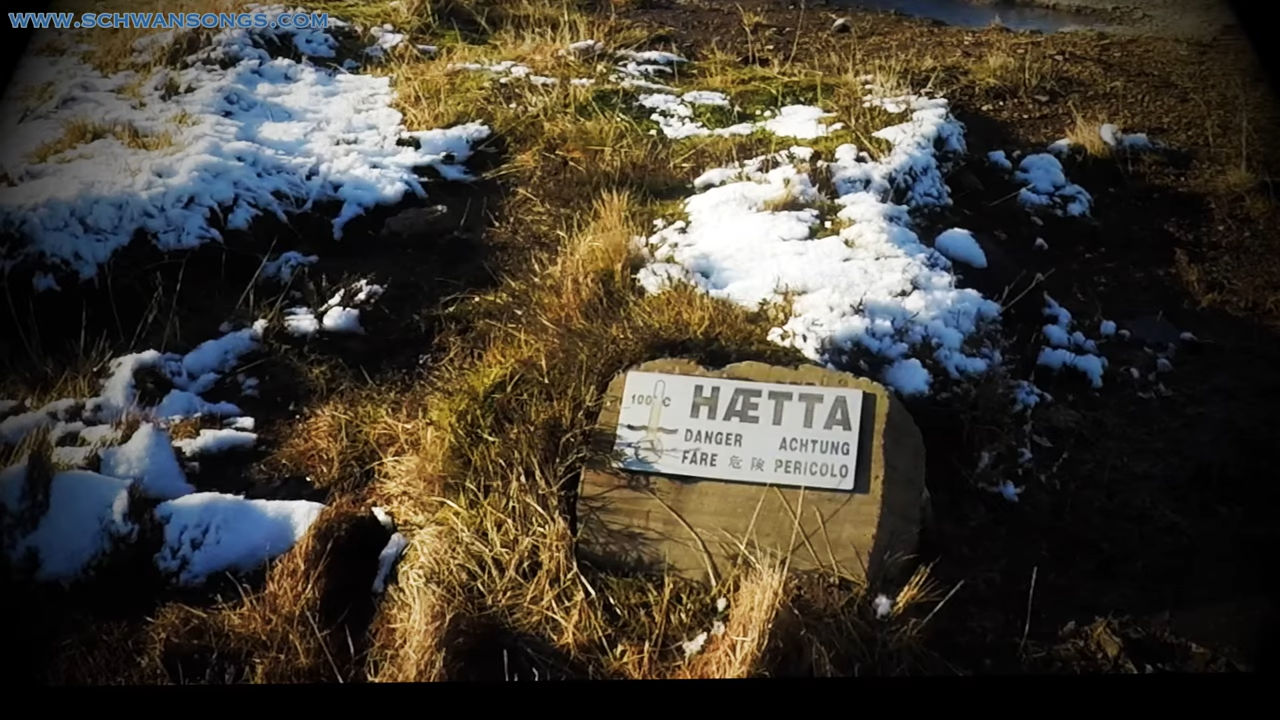 WWW.SCHWANSONGS.COM
100°C HÆTTA
DANGER ACHTUNG
FARE 危険 PERICOLO